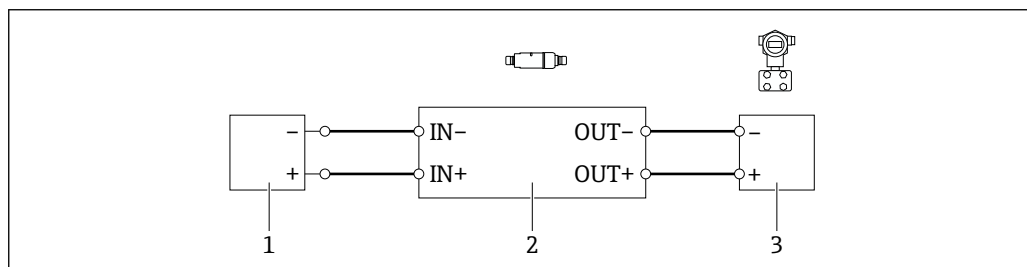 − IN− OUT− −
+ IN+ OUT+ +
1 2 3